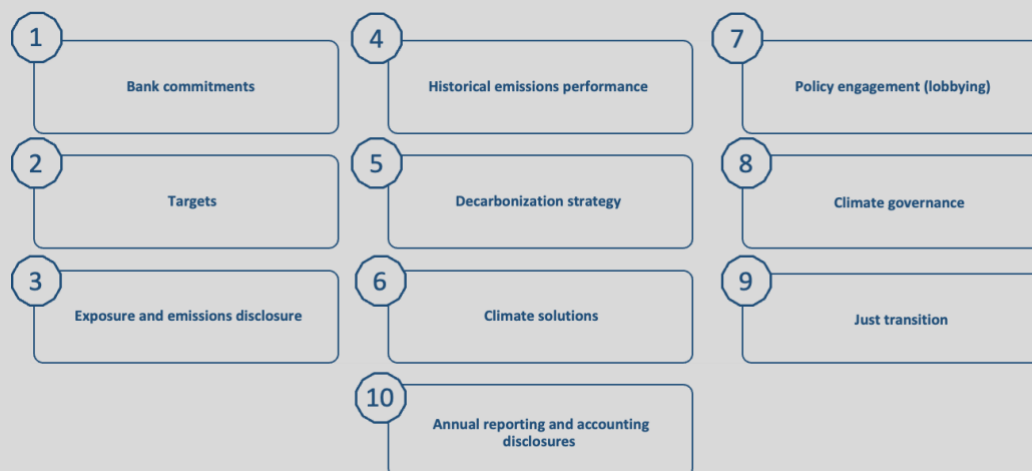 1
Bank commitments
2
Targets
3
Exposure and emissions disclosure
4
Historical emissions performance
5
Decarbonization strategy
6
Climate solutions
7
Policy engagement (lobbying)
8
Climate governance
9
Just transition
10
Annual reporting and accounting
disclosures